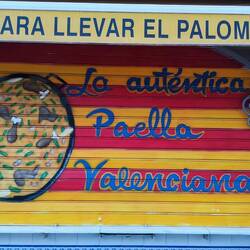 ARA LLEVAR EL PALOM
La auténtica
Paella
Valenciana